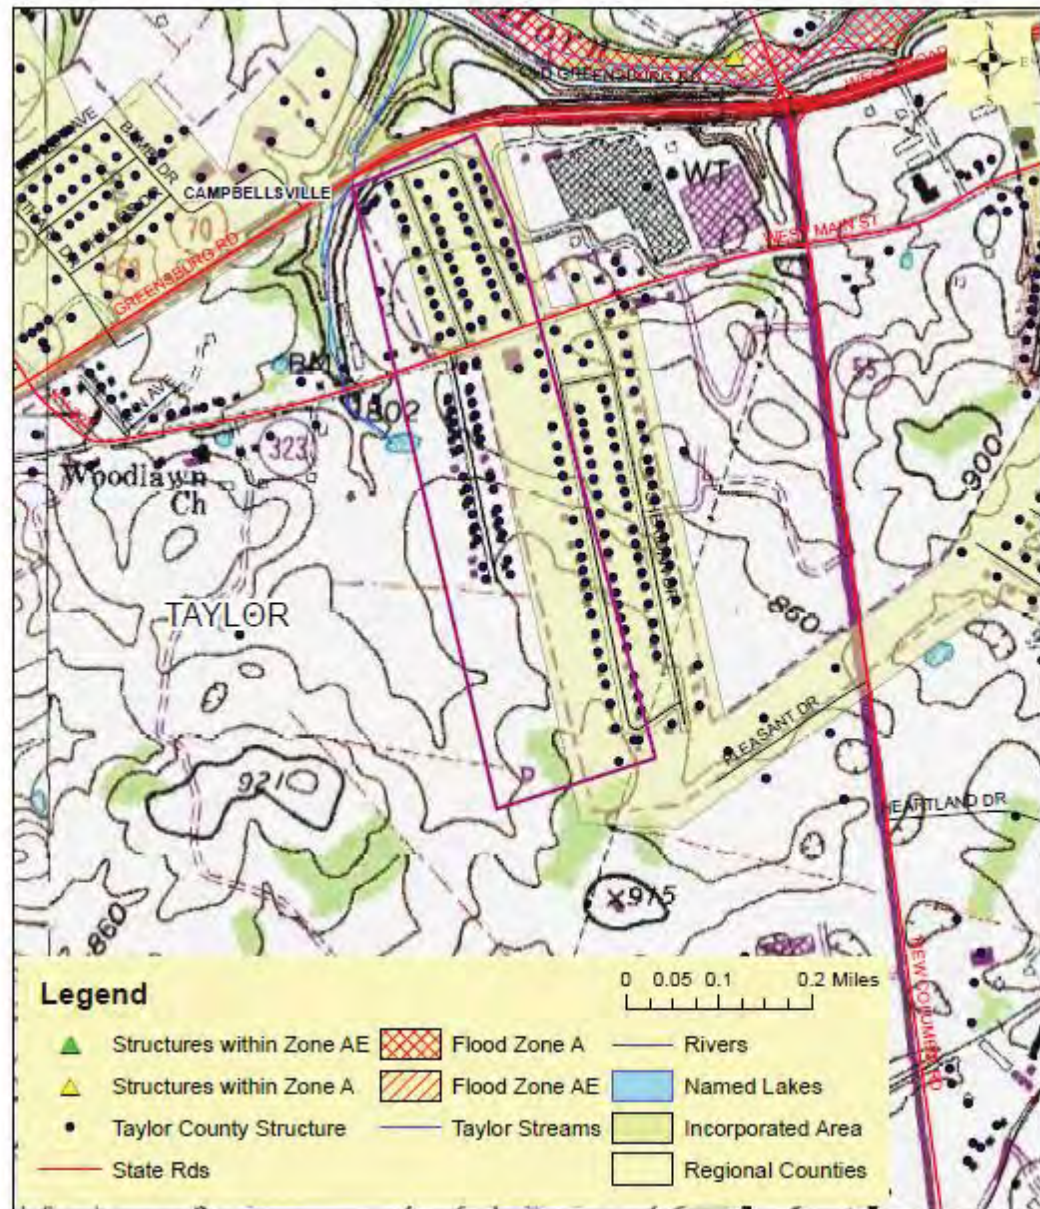 N
W E
S
OLD GREENSBURG RD
AVE
DR
CAMPBELLSVILLE
WT
70
68
WEST MAIN ST
GREENSBURG RD
55
BM
802
323
Woodlawn
Ch
900
TAYLOR
860
PLEASANT DR
921
HEARTLAND DR
×915
860
NEW COLUMBIA RD
Legend
0 0.05 0.1 0.2 Miles
Structures within Zone AE
Flood Zone A
Rivers
Structures within Zone A
Flood Zone AE
Named Lakes
Taylor County Structure
Taylor Streams
Incorporated Area
State Rds
Regional Counties